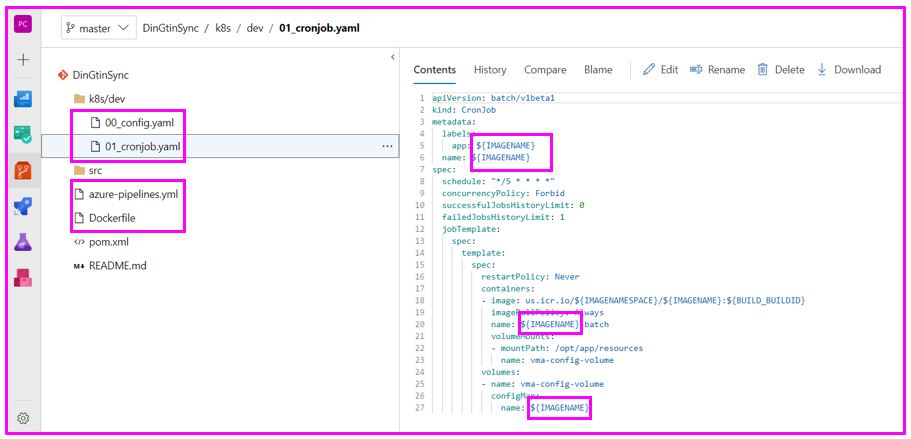 PC
master
DinGtinSync / k8s / dev / 01_cronjob.yaml
DinGtinSync
k8s/dev
00_config.yaml
01_cronjob.yaml
src
azure-pipelines.yml
Dockerfile
pom.xml
README.md
Contents History Compare Blame Edit Rename Delete Download
1 apiVersion: batch/v1beta1
2 kind: CronJob
3 metadata:
4 labels:
5 app: ${IMAGENAME}
6 name: ${IMAGENAME}
7 spec:
8 schedule: "*/5 * * * *"
9 concurrencyPolicy: Forbid
10 successfulJobsHistoryLimit: 0
11 failedJobsHistoryLimit: 1
12 jobTemplate:
13 spec:
14 template:
15 spec:
16 restartPolicy: Never
17 containers:
18 - image: us.icr.io/${IMAGENAMESPACE}/${IMAGENAME}:${BUILD_BUILDID}
19 imagePullPolicy: Always
20 name: ${IMAGENAME}-batch
21 volumeMounts:
22 - mountPath: /opt/app/resources
23 name: vma-config-volume
24 volumes:
25 - name: vma-config-volume
26 configMap:
27 name: ${IMAGENAME}